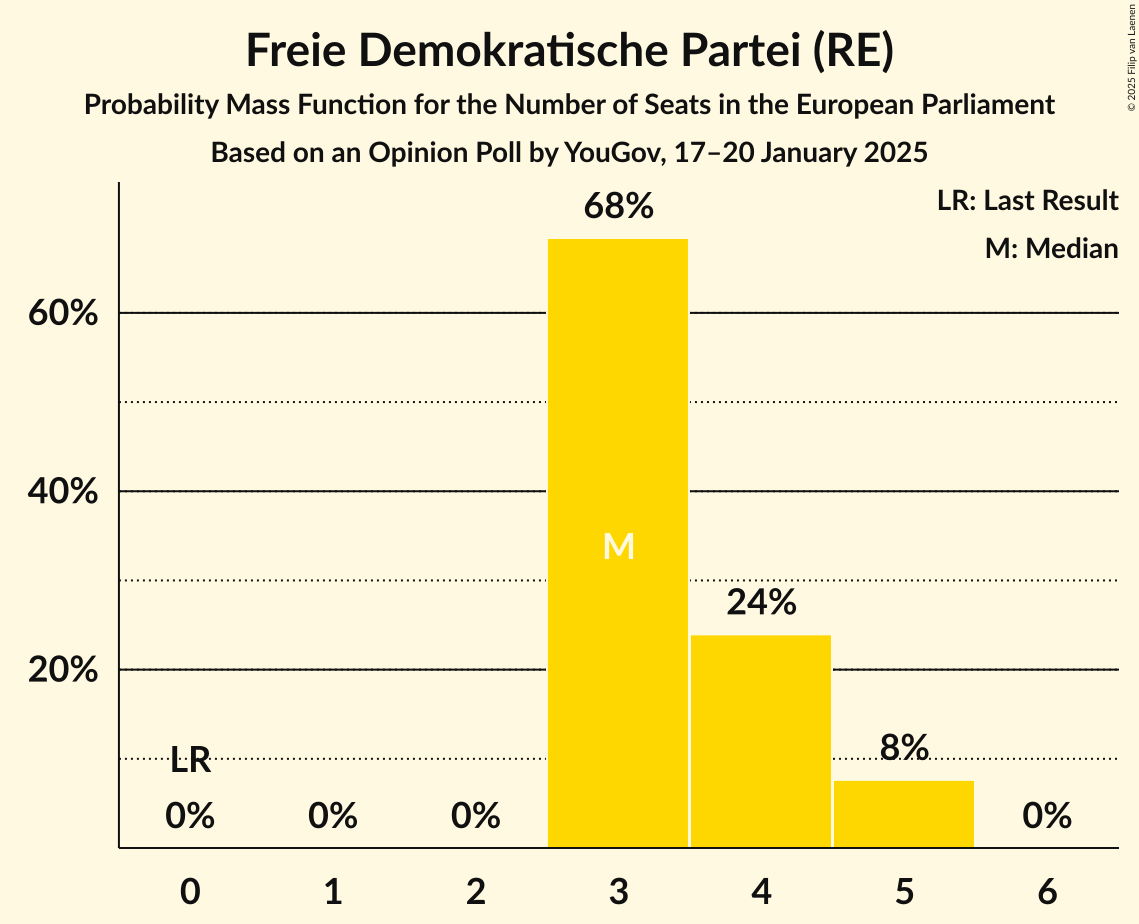 Freie Demokratische Partei (RE)
Probability Mass Function for the Number of Seats in the European Parliament
Based on an Opinion Poll by YouGov, 17–20 January 2025
© 2025 Filip van Laenen
LR: Last Result
M: Median
68%
60%
40%
M
24%
20%
LR
8%
0% 0% 0% 0%
0 1 2 3 4 5 6